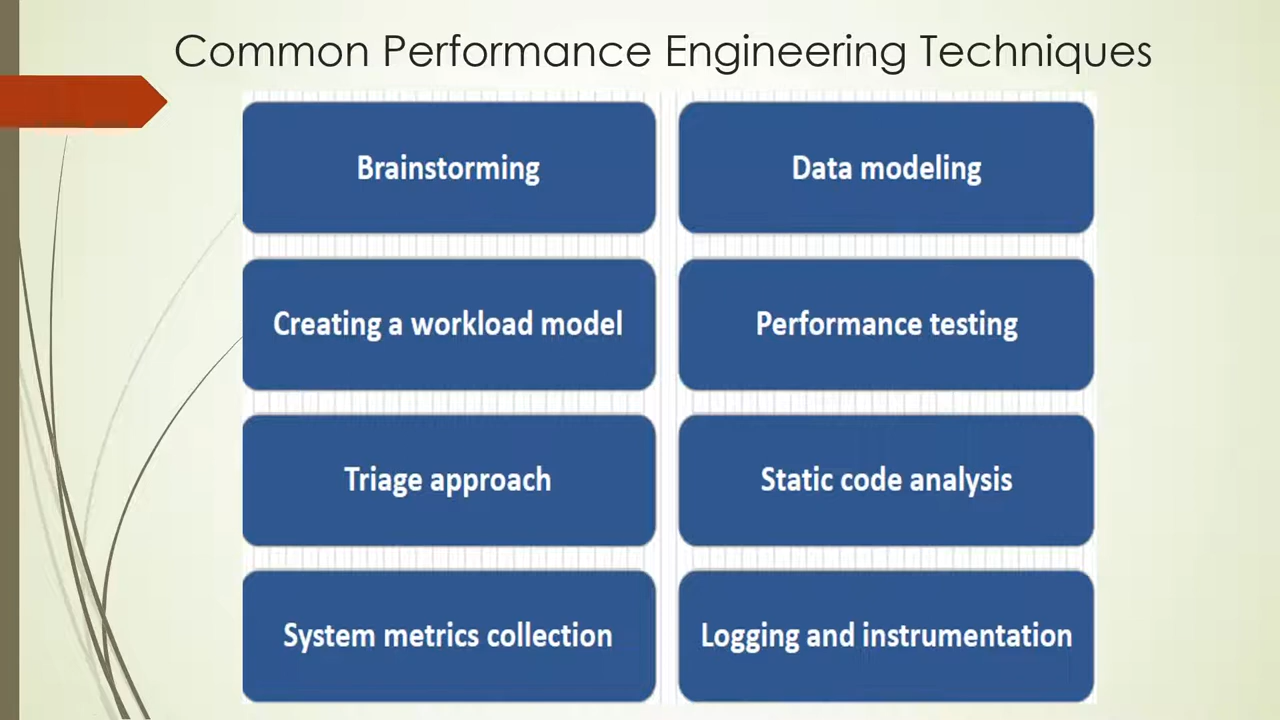 Common Performance Engineering Techniques
Brainstorming
Data modeling
Creating a workload model
Performance testing
Triage approach
Static code analysis
System metrics collection
Logging and instrumentation